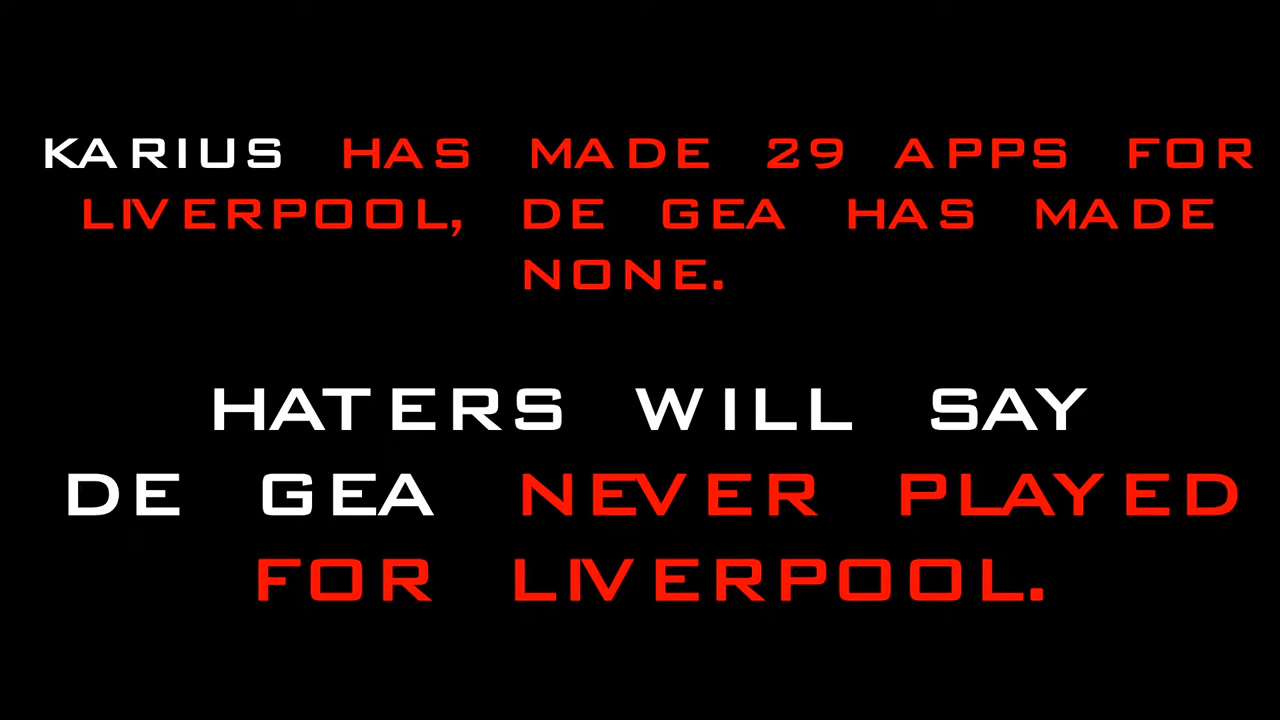 KARIUS HAS MADE 29 APPS FOR
LIVERPOOL, DE GEA HAS MADE
NONE.
HATERS WILL SAY
DE GEA NEVER PLAYED
FOR LIVERPOOL.